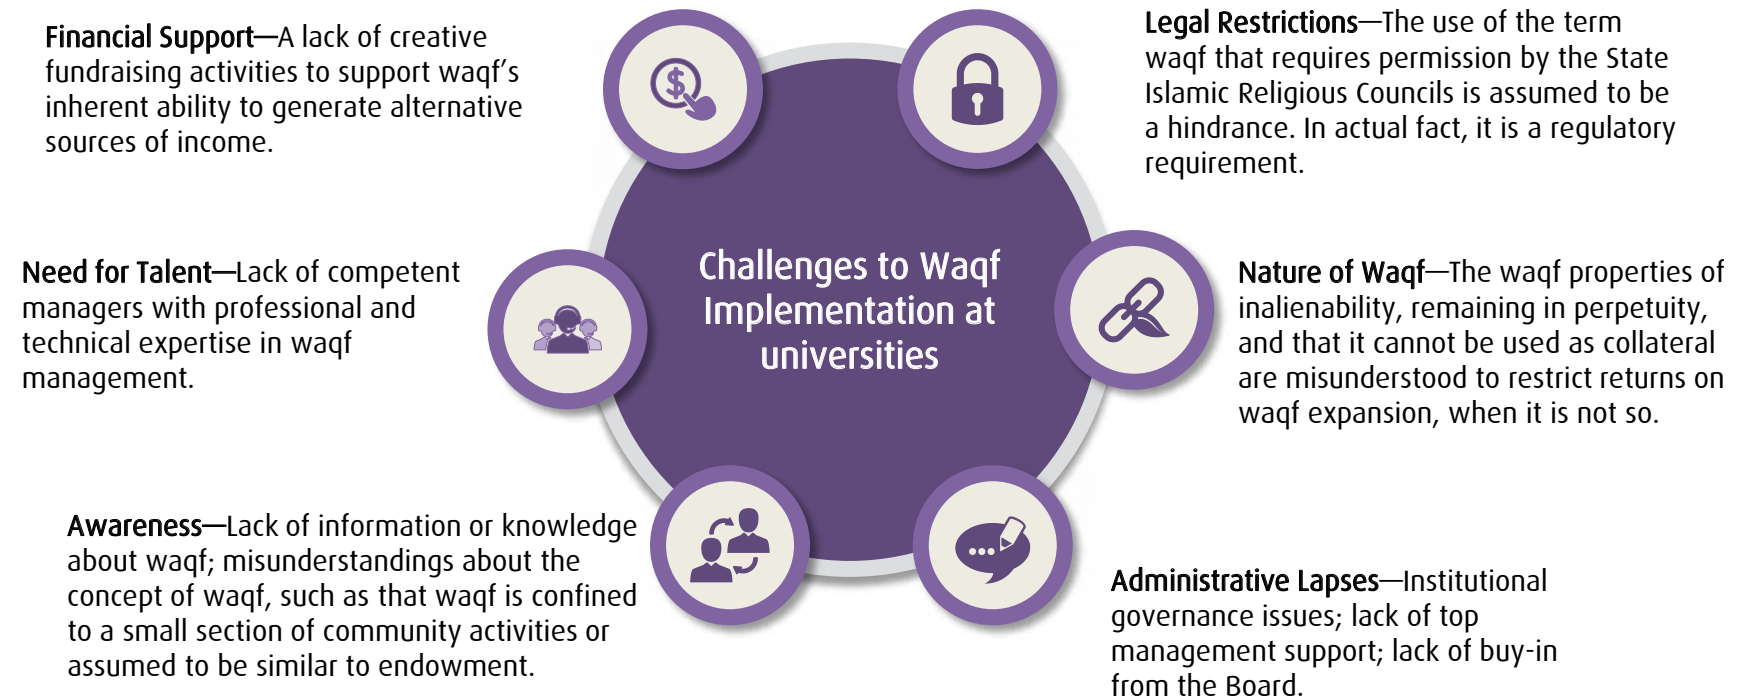 Financial Support—A lack of creative
fundraising activities to support waqf’s
inherent ability to generate alternative
sources of income.
Legal Restrictions—The use of the term
waqf that requires permission by the State
Islamic Religious Councils is assumed to be
a hindrance. In actual fact, it is a regulatory
requirement.
Need for Talent—Lack of competent
managers with professional and
technical expertise in waqf
management.
Challenges to Waqf
Implementation at
universities
Nature of Waqf—The waqf properties of
inalienability, remaining in perpetuity,
and that it cannot be used as collateral
are misunderstood to restrict returns on
waqf expansion, when it is not so.
Awareness—Lack of information or knowledge
about waqf; misunderstandings about the
concept of waqf, such as that waqf is confined
to a small section of community activities or
assumed to be similar to endowment.
Administrative Lapses—Institutional
governance issues; lack of top
management support; lack of buy-in
from the Board.